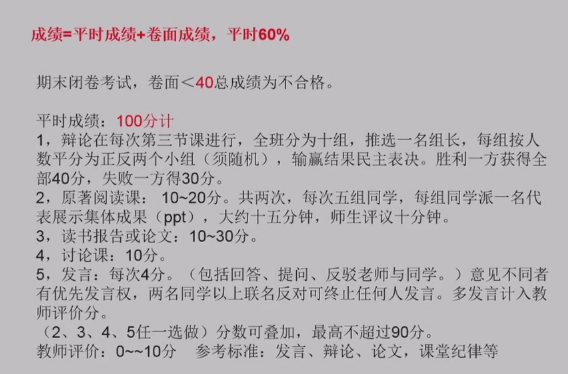 成绩=平时成绩+卷面成绩，平时60%
期末闭卷考试，卷面＜40总成绩为不合格。
平时成绩：100分计
1，辩论在每次第三节课进行，全班分为十组，推选一名组长，每组按人
数平分为正反两个小组（须随机），输赢结果民主表决。胜利一方获得全
部40分，失败一方得30分。
2，原著阅读课： 10~20分。共两次，每次五组同学，每组同学派一名代
表展示集体成果（ppt），大约十五分钟，师生评议十分钟。
3，读书报告或论文：10~30分。
4，讨论课：10分。
5，发言：每次4分。（包括回答、提问、反驳老师与同学。）意见不同者
有优先发言权，两名同学以上联名反对可终止任何人发言。多发言计入教
师评价分。
（2、3、4、5任一选做）分数可叠加，最高不超过90分。
教师评价：0~~10分 参考标准：发言、辩论、论文，课堂纪律等